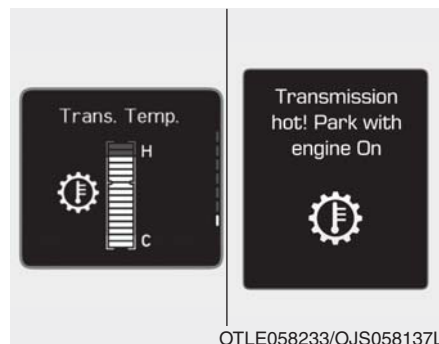 Trans. Temp.
H
C
Transmission
hot! Park with
engine On
OTLE058233/OJS058137L